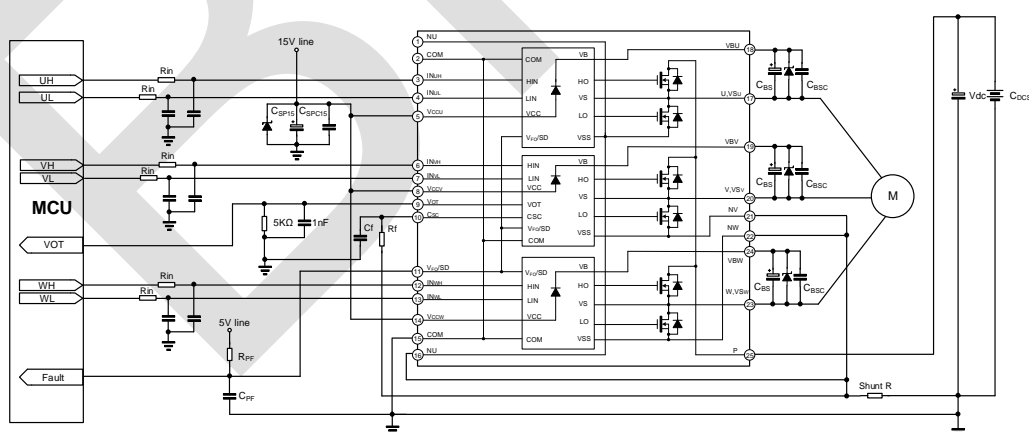 MCU
UH
UL
VH
VL
VOT
WH
WL
Fault
Rin
Rin
Rin
Rin
Rin
Rin
15V line
CSP15
CSPC15
5KΩ
1nF
Cf
Rf
5V line
RPF
CPF
1 NU
2 COM
3 INUH
4 INUL
5 VCCU
6 INVH
7 INVL
8 VCCV
9 VOT
10 CSC
11 VFO/SD
12 INWH
13 INWL
14 VCCW
15 COM
16 NU
COM VB
HIN HO
LIN VS
VCC LO
VFO/SD VSS
HIN VB
LIN HO
VCC
VOT VS
CSC LO
VFO/SD VSS
COM
VFO/SD VB
HIN HO
LIN VS
VCC LO
COM VSS
VBU 18
U,VSU 17
VBV 19
V,VSV 20
NV 21
NW 22
VBW 24
W,VSW 23
P 25
CBS
CBSC
CBS
CBSC
CBS
CBSC
M
Vdc
CDCS
Shunt R